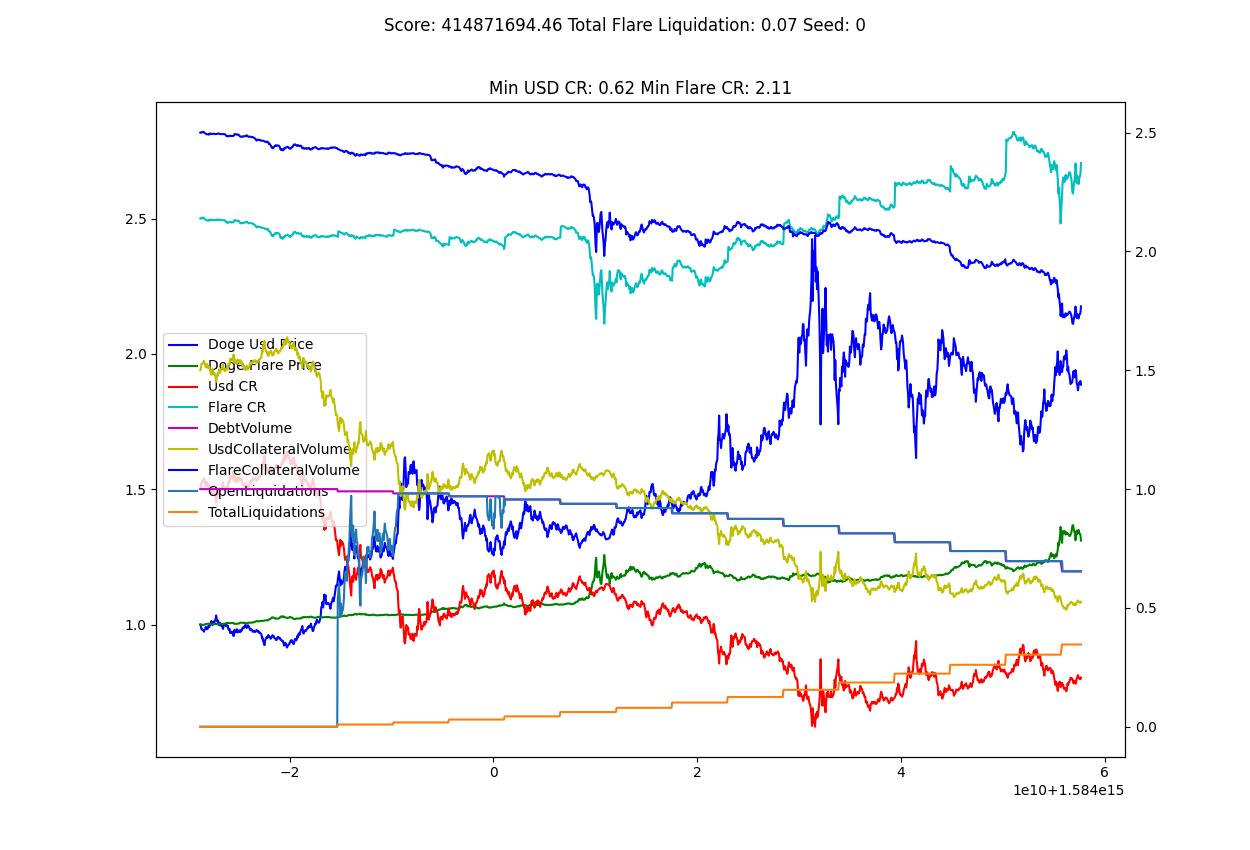 Score: 414871694.46 Total Flare Liquidation: 0.07 Seed: 0
Min USD CR: 0.62 Min Flare CR: 2.11
2.5
2.0
1.5
1.0
2.5
2.0
1.5
1.0
0.5
0.0
Doge Usd Price
Doge Flare Price
Usd CR
Flare CR
DebtVolume
UsdCollateralVolume
FlareCollateralVolume
OpenLiquidations
TotalLiquidations
−2
0
2
4
6
1e10+1.584e15